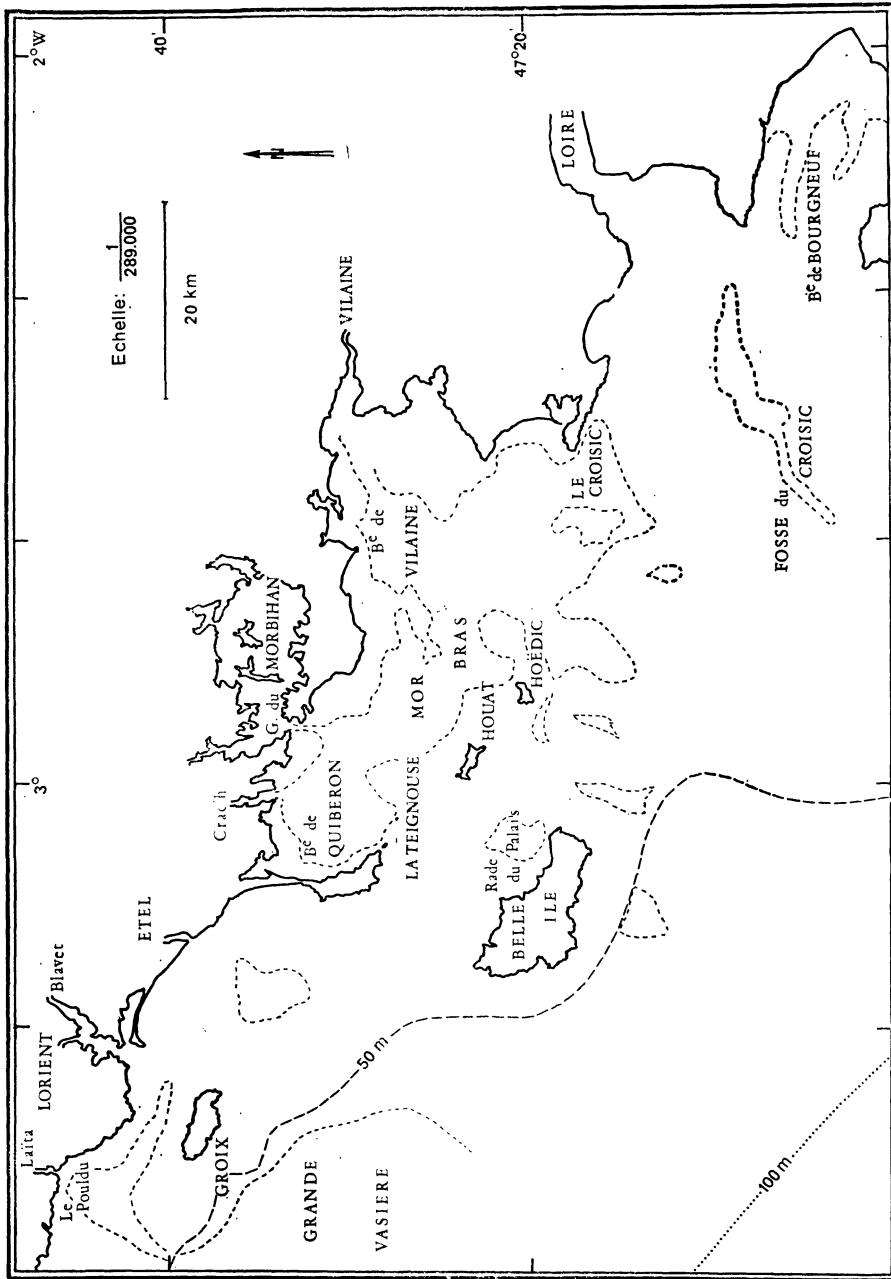 2°W
40'
47°20'
3°
Echelle: 1
289.000
20 km
N
Laïta
LORIENT
Blavet
Le
Pouldu
ETEL
GROIX
GRANDE
VASIERE
50 m
100 m
Crac'h
G. du
MORBIHAN
Bᵉ de
QUIBERON
LA TEIGNOUSE
VILAINE
Bᵉ de
VILAINE
MOR
BRAS
HOUAT
HOËDIC
Rade
du Palais
BELLE
ILE
LE
CROISIC
LOIRE
FOSSE du
CROISIC
Bⁱᵉ de BOURGNEUF